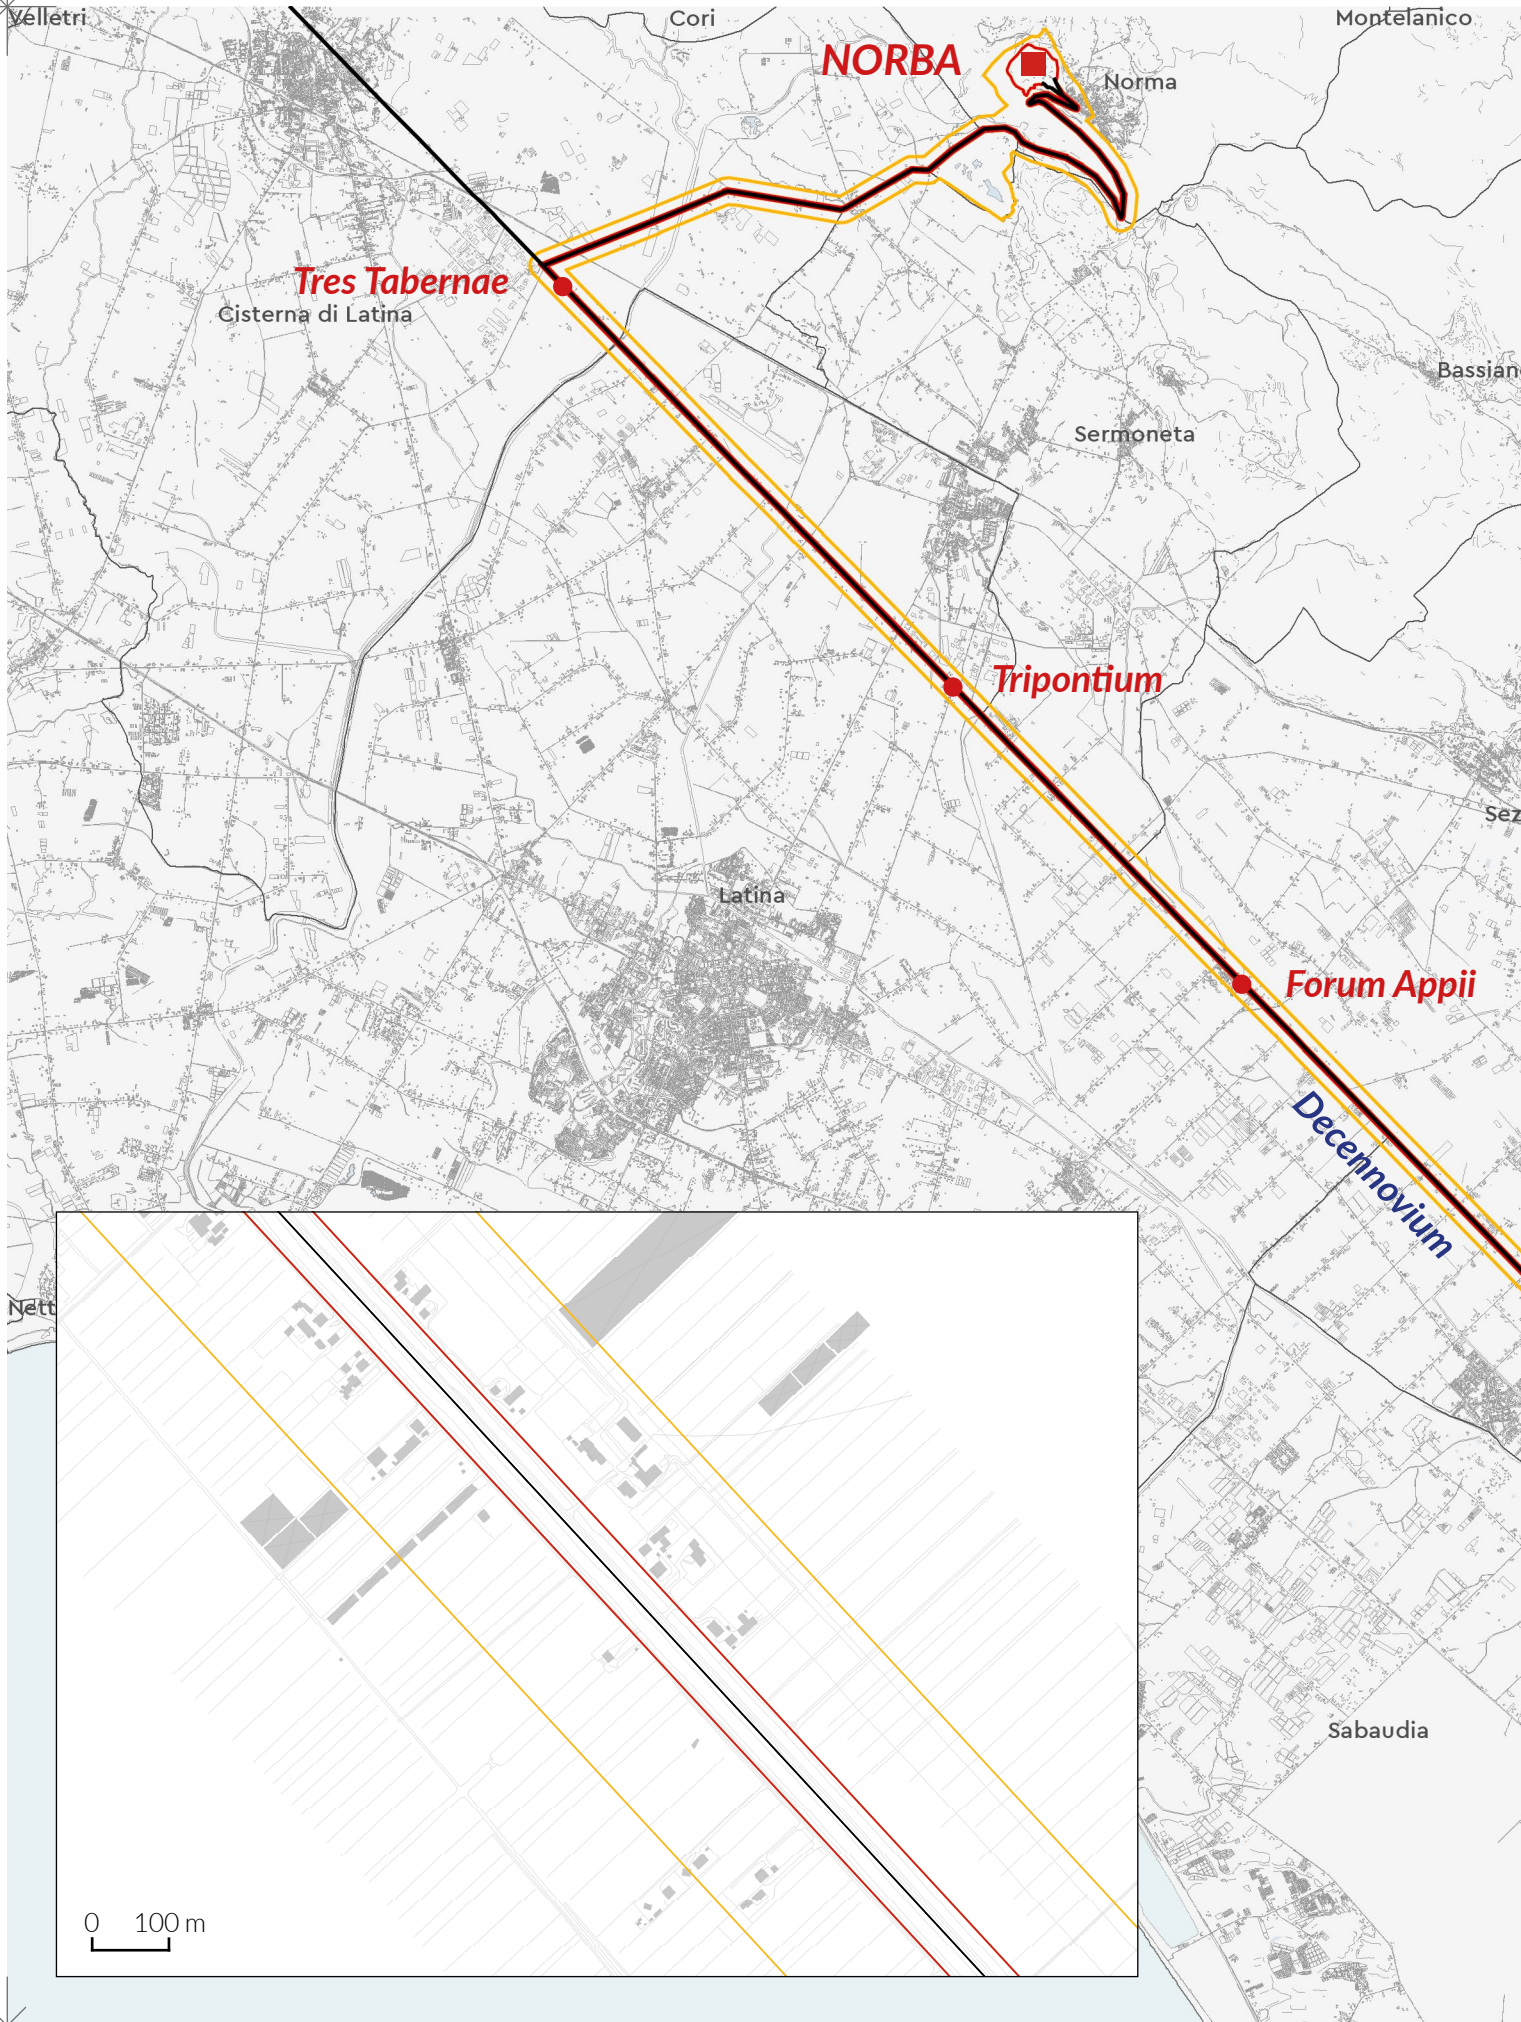 Velletri
Cori
Montelanico
NORBA
Norma
Tres Tabernae
Cisterna di Latina
Bassian
Sermoneta
Tripontium
Sez
Latina
Forum Appii
Decennovium
Nett
Sabaudia
0 100 m